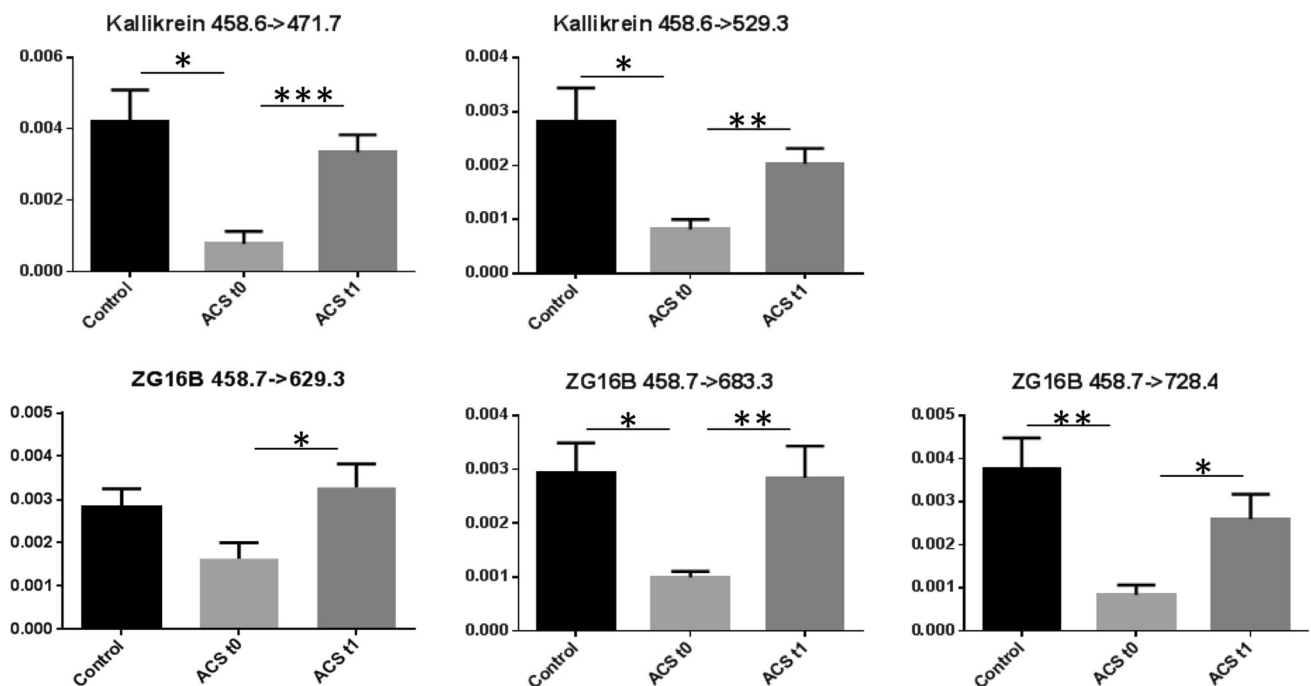 Kallikrein 458.6->471.7
0.006
0.004
0.002
0.000
*
***
Control
ACS t0
ACS t1
Kallikrein 458.6->529.3
0.004
0.003
0.002
0.001
0.000
*
**
Control
ACS t0
ACS t1
ZG16B 458.7->629.3
0.005
0.004
0.003
0.002
0.001
0.000
*
Control
ACS t0
ACS t1
ZG16B 458.7->683.3
0.004
0.003
0.002
0.001
0.000
*
**
Control
ACS t0
ACS t1
ZG16B 458.7->728.4
0.005
0.004
0.003
0.002
0.001
0.000
**
*
Control
ACS t0
ACS t1